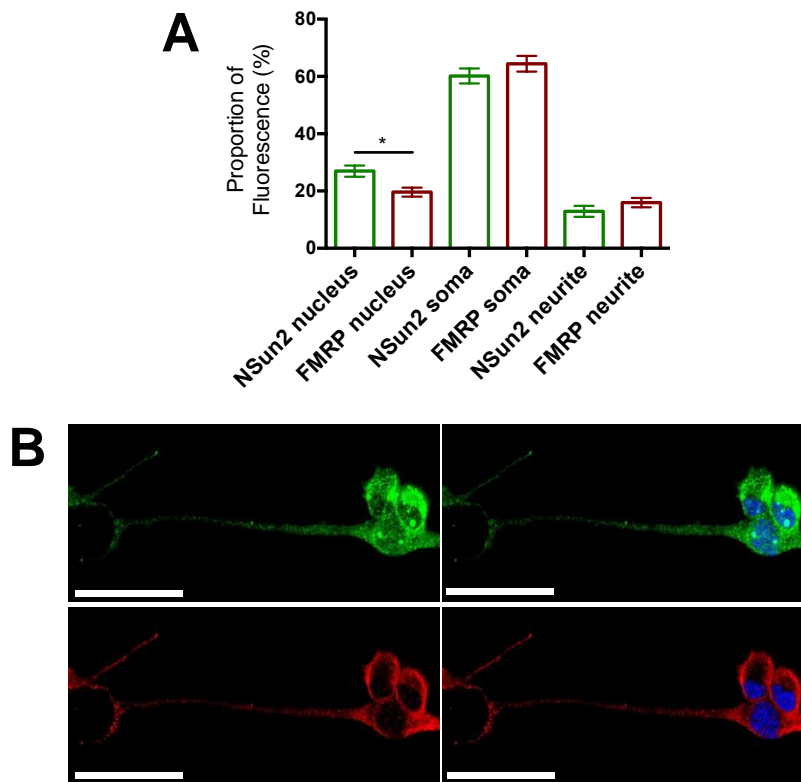 A
Proportion of
Fluorescence (%)
80
60
40
20
0
*
NSun2 nucleus
FMRP nucleus
NSun2 soma
FMRP soma
NSun2 neurite
FMRP neurite
B